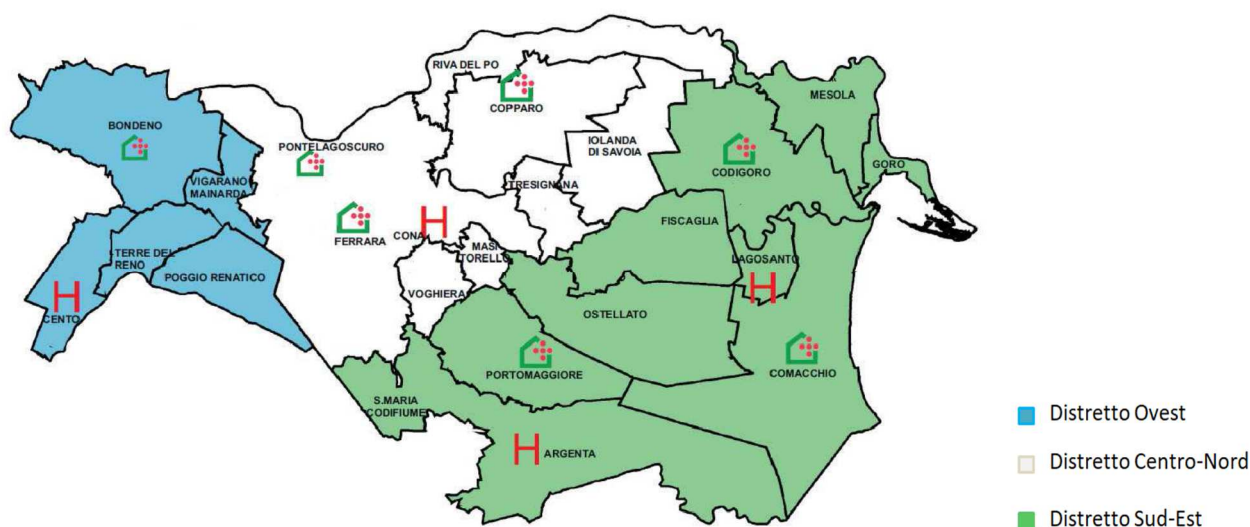 RIVA DEL PO
COPPARO
MESOLA
BONDENO
PONTELAGOSCURO
IOLANDA
DI SAVOIA
CODIGORO
GORO
VIGARANO
MAINARDA
TRESIGNANA
FISCAGLIA
FERRARA
CONA
H
MASI
TORELLO
TERRE DEL
RENO
POGGIO RENATICO
LAGOSANTO
H
VOGHIERA
H
CENTO
OSTELLATO
PORTOMAGGIORE
COMACCHIO
S.MARIA
CODIFIUME
H
ARGENTA
Distretto Ovest
Distretto Centro-Nord
Distretto Sud-Est